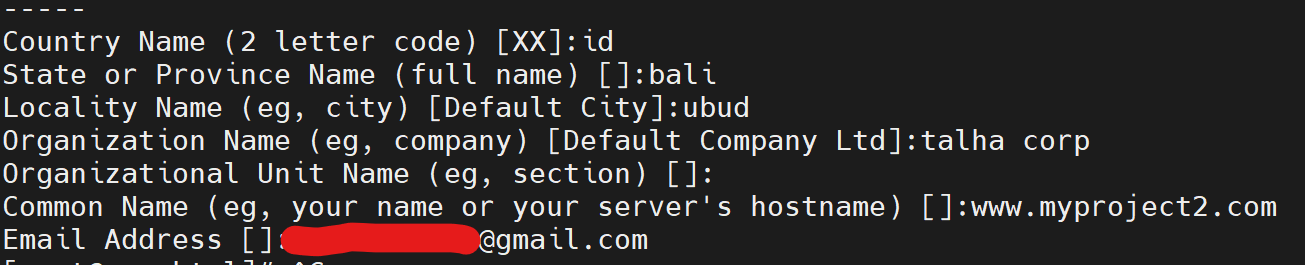 -----
Country Name (2 letter code) [XX]:id
State or Province Name (full name) []:bali
Locality Name (eg, city) [Default City]:ubud
Organization Name (eg, company) [Default Company Ltd]:talha corp
Organizational Unit Name (eg, section) []:
Common Name (eg, your name or your server's hostname) []:www.myproject2.com
Email Address []:@gmail.com